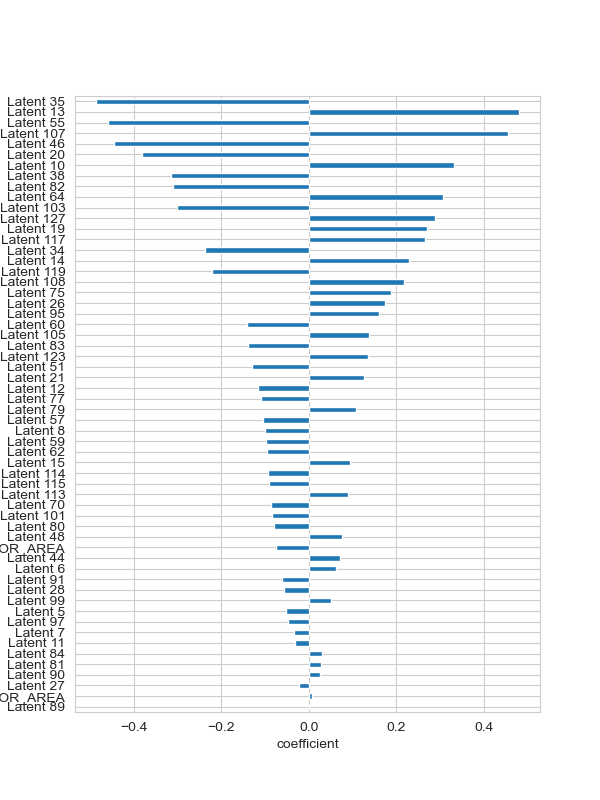 Latent 35
Latent 13
Latent 55
Latent 107
Latent 46
Latent 20
Latent 10
Latent 38
Latent 82
Latent 64
Latent 103
Latent 127
Latent 19
Latent 117
Latent 34
Latent 14
Latent 119
Latent 108
Latent 75
Latent 26
Latent 95
Latent 60
Latent 105
Latent 83
Latent 123
Latent 51
Latent 21
Latent 12
Latent 77
Latent 79
Latent 57
Latent 8
Latent 59
Latent 62
Latent 15
Latent 114
Latent 115
Latent 113
Latent 70
Latent 101
Latent 80
Latent 48
OR_AREA
Latent 44
Latent 6
Latent 91
Latent 28
Latent 99
Latent 5
Latent 97
Latent 7
Latent 11
Latent 84
Latent 81
Latent 90
Latent 27
OR_AREA
Latent 89
−0.4 −0.2 0.0 0.2 0.4
coefficient